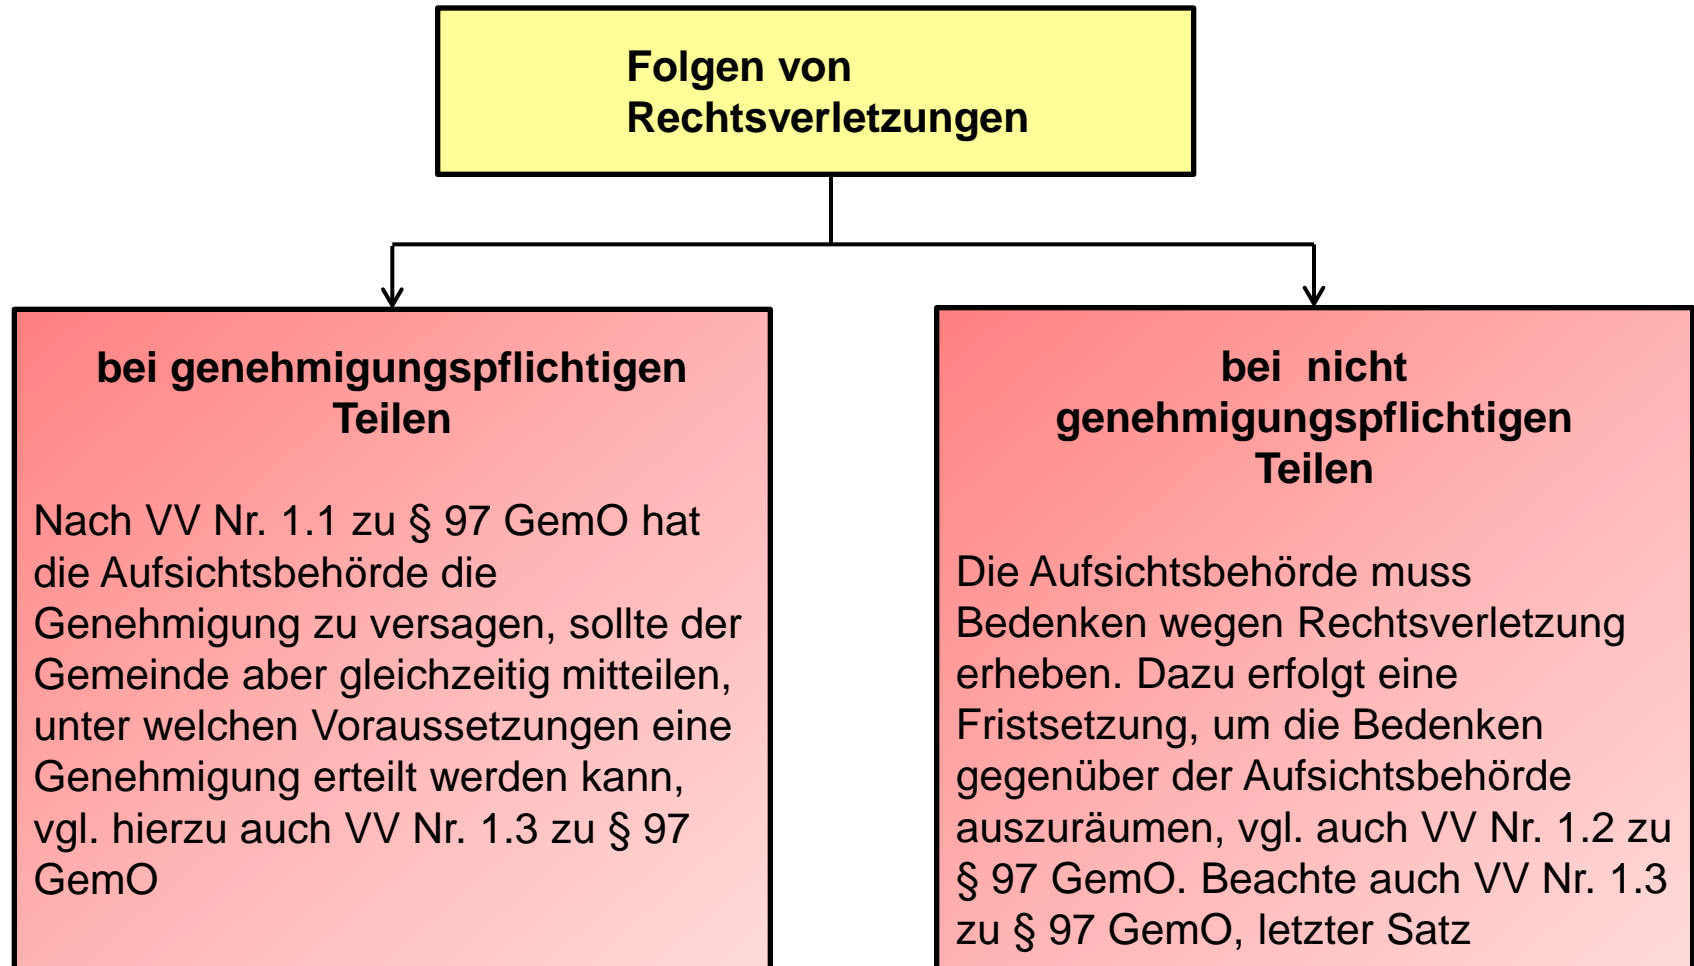 Folgen von
Rechtsverletzungen
bei genehmigungspflichtigen
Teilen
Nach VV Nr. 1.1 zu § 97 GemO hat
die Aufsichtsbehörde die
Genehmigung zu versagen, sollte der
Gemeinde aber gleichzeitig mitteilen,
unter welchen Voraussetzungen eine
Genehmigung erteilt werden kann,
vgl. hierzu auch VV Nr. 1.3 zu § 97
GemO
bei nicht
genehmigungspflichtigen
Teilen
Die Aufsichtsbehörde muss
Bedenken wegen Rechtsverletzung
erheben. Dazu erfolgt eine
Fristsetzung, um die Bedenken
gegenüber der Aufsichtsbehörde
auszuräumen, vgl. auch VV Nr. 1.2 zu
§ 97 GemO. Beachte auch VV Nr. 1.3
zu § 97 GemO, letzter Satz